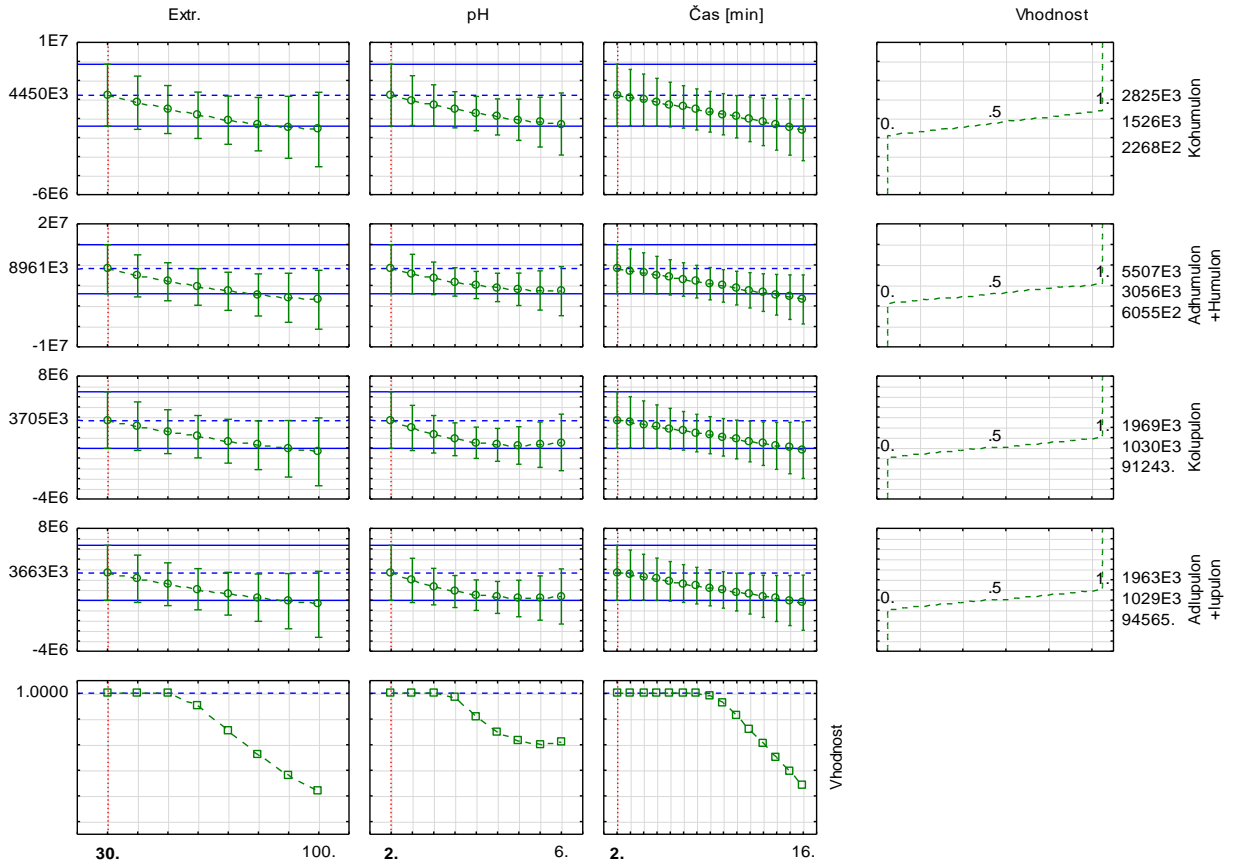 Extr. pH Čas [min] Vhodnost
1E7
4450E3
-6E6
0. .5 1.
2825E3
1526E3
2268E2
Kohumulon
2E7
8961E3
-1E7
0. .5 1.
5507E3
3056E3
6055E2
Adhumulon
+Humulon
8E6
3705E3
-4E6
0. .5 1.
1969E3
1030E3
91243.
Kolupulon
8E6
3663E3
-4E6
0. .5 1.
1963E3
1029E3
94565.
Adlupulon
+lupulon
1.0000
Vhodnost
30. 100. 2. 6. 2. 16.